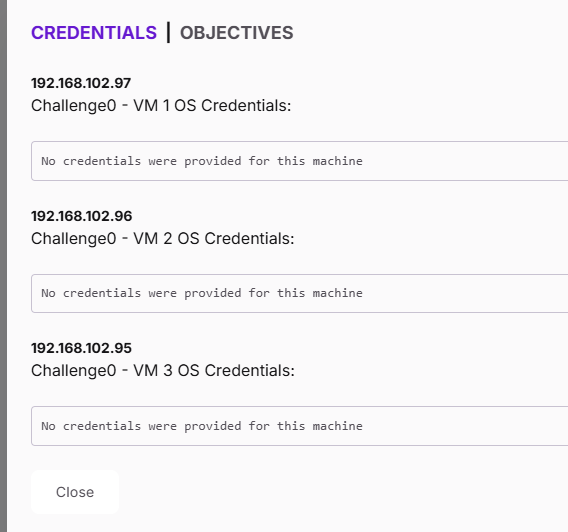 CREDENTIALS | OBJECTIVES
192.168.102.97
Challenge0 - VM 1 OS Credentials:
No credentials were provided for this machine
192.168.102.96
Challenge0 - VM 2 OS Credentials:
No credentials were provided for this machine
192.168.102.95
Challenge0 - VM 3 OS Credentials:
No credentials were provided for this machine
Close